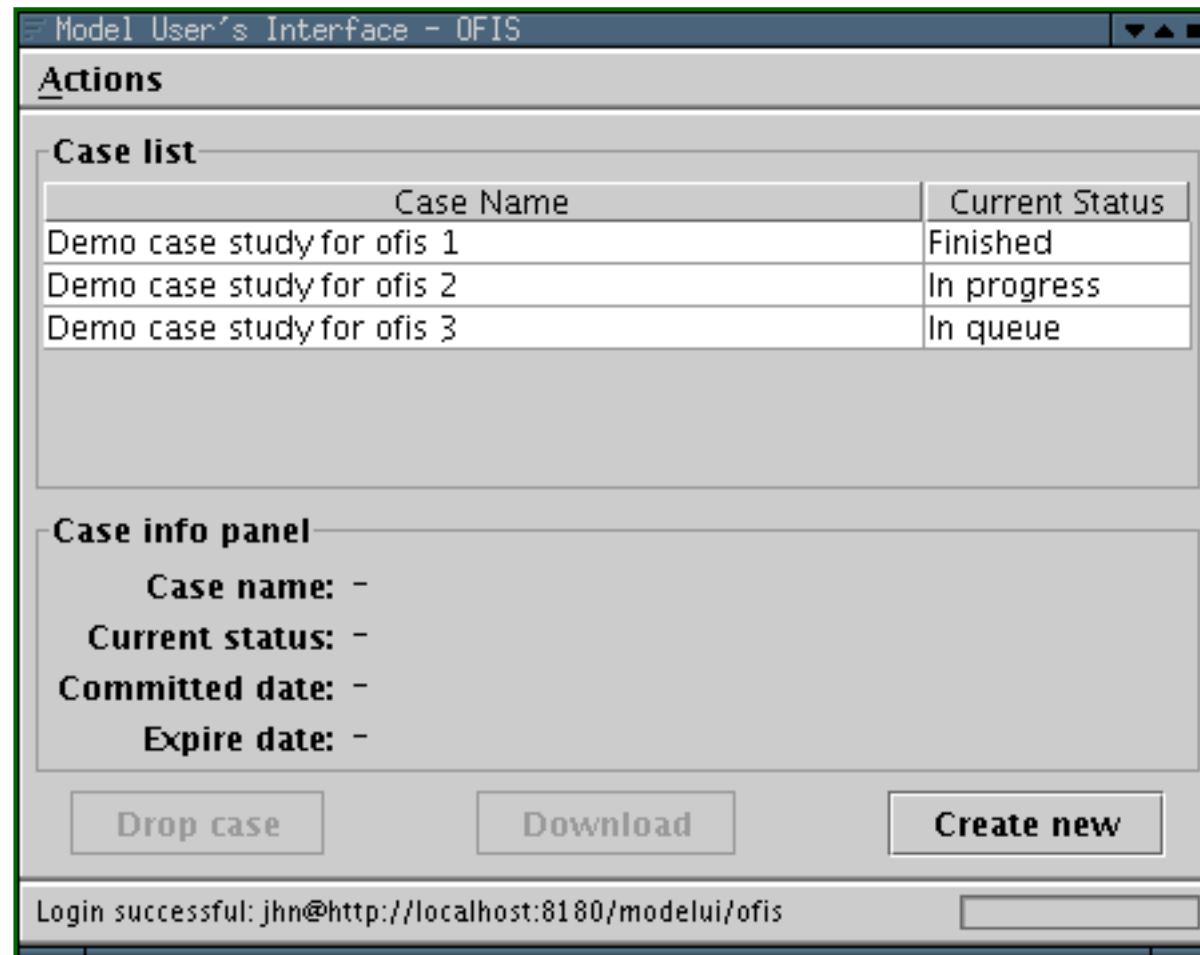 Model User's Interface - OFIS
Actions
Case list
Case Name Current Status
Demo case study for ofis 1 Finished
Demo case study for ofis 2 In progress
Demo case study for ofis 3 In queue
Case info panel
Case name: -
Current status: -
Committed date: -
Expire date: -
Drop case Download Create new
Login successful: jhn@http://localhost:8180/modelui/ofis